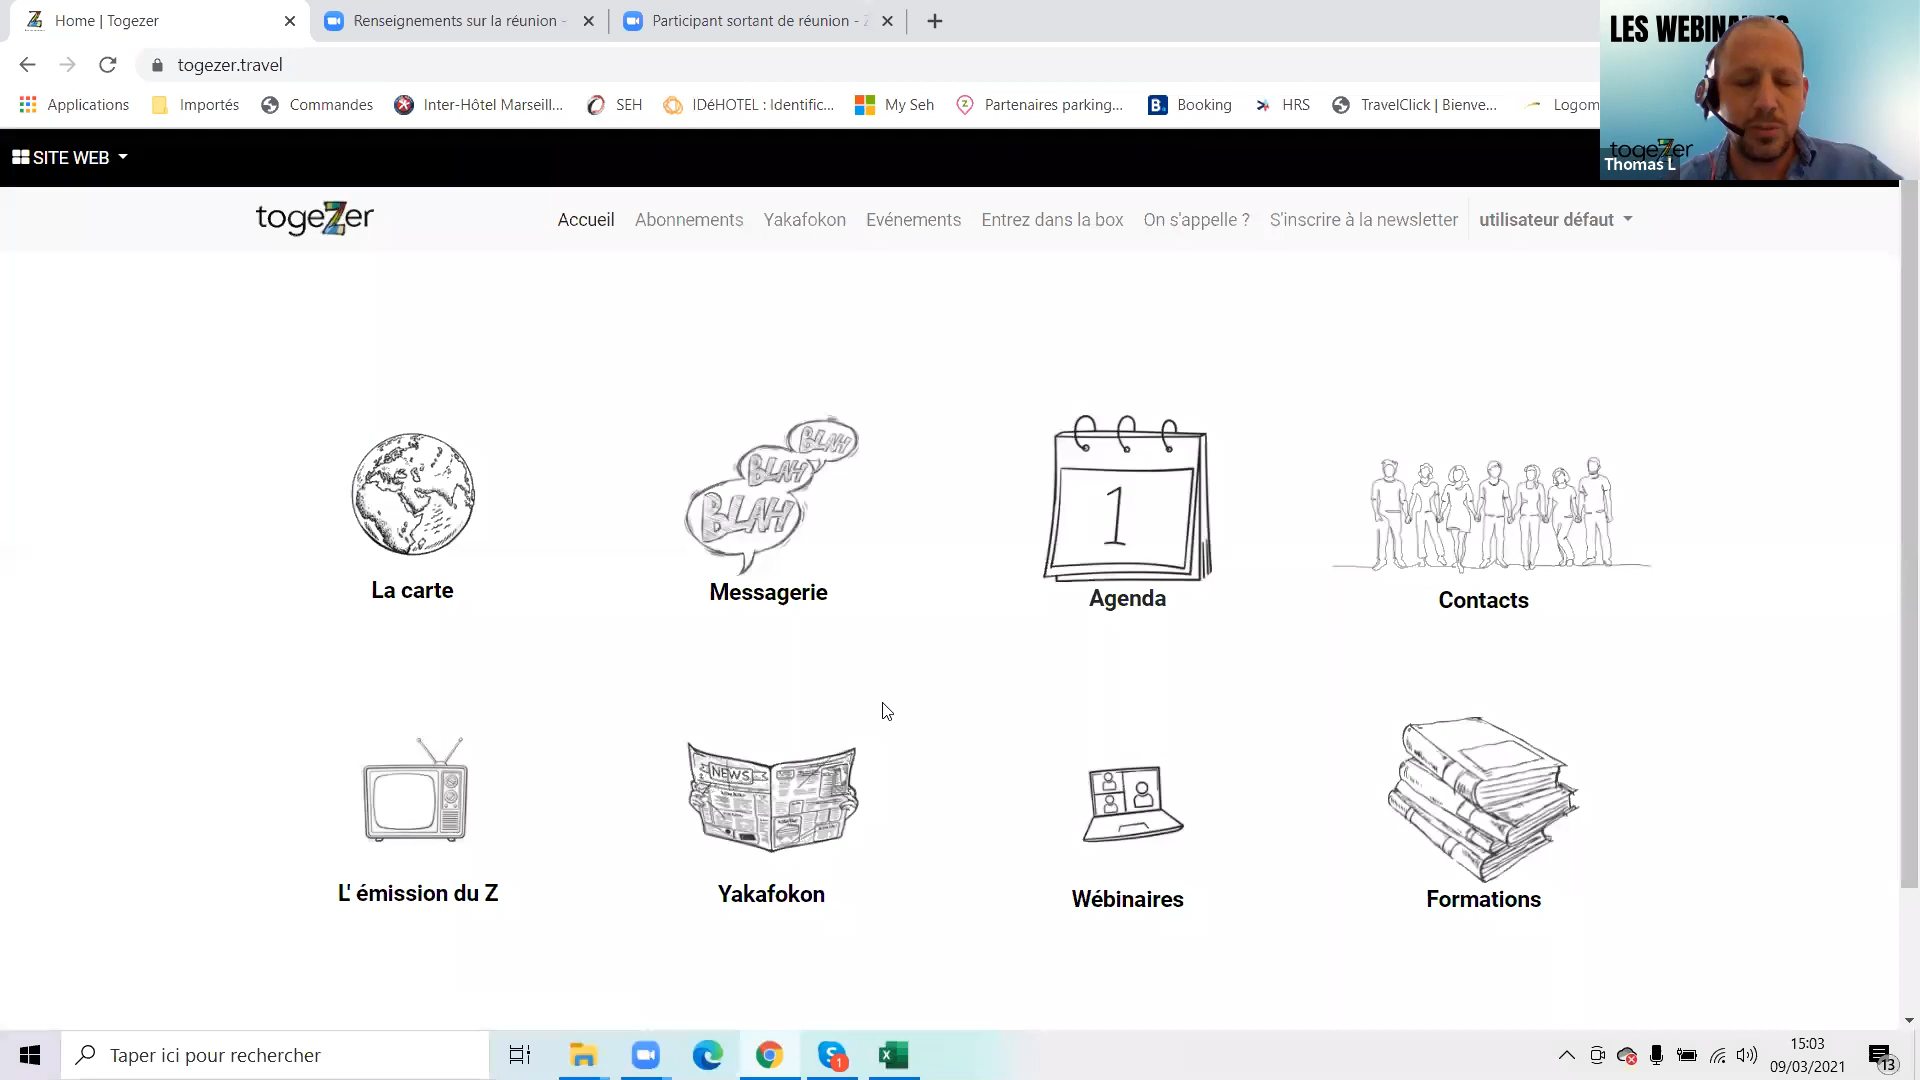 Home | Togezer
Renseignements sur la réunion -
Participant sortant de réunion - Z
togezer.travel
Applications
Importés
Commandes
Inter-Hôtel Marseill...
SEH
IDéHOTEL : Identific...
My Seh
Partenaires parking...
B.
Booking
HRS
TravelClick | Bienve...
Logom
LES WEBINAIRES
togeZer
Thomas L
SITE WEB
togeZer
Accueil
Abonnements
Yakafokon
Evénements
Entrez dans la box
On s'appelle ?
S'inscrire à la newsletter
utilisateur défaut
BLAH
BLAH
BLAH
1
La carte
Messagerie
Agenda
Contacts
NEWS
L' émission du Z
Yakafokon
Wébinaires
Formations
Taper ici pour rechercher
1
15:03
09/03/2021
13